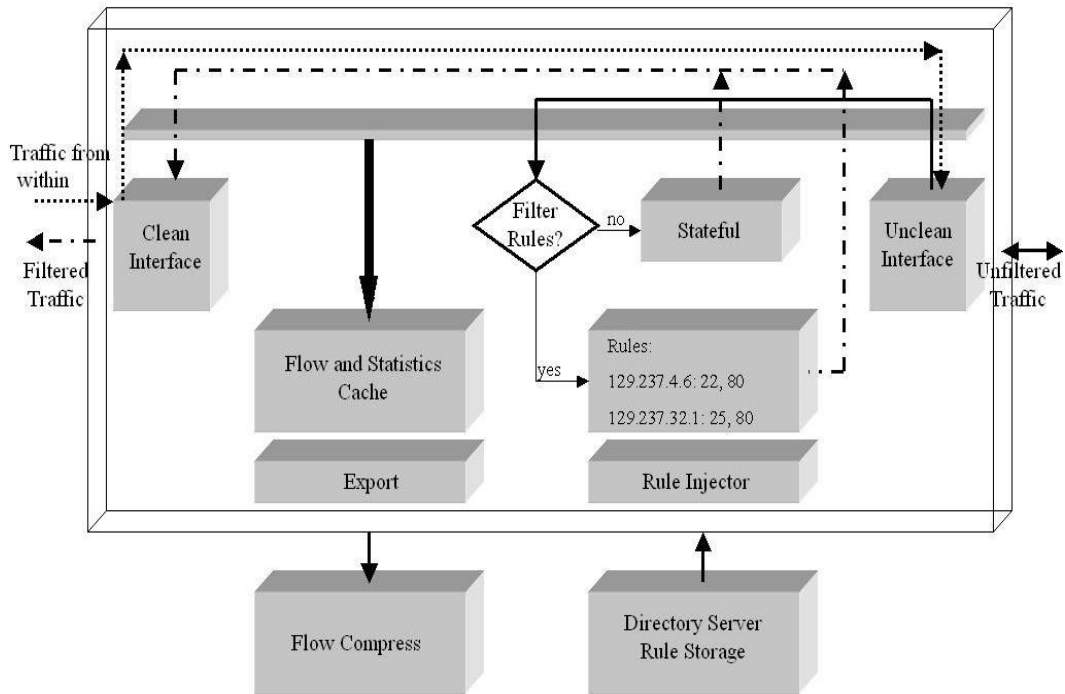 Traffic from
within
Clean
Interface
Filtered
Traffic
Filter
Rules?
no
Stateful
Unclean
Interface
Unfiltered
Traffic
yes
Flow and Statistics
Cache
Rules:
129.237.4.6: 22, 80
129.237.32.1: 25, 80
Export
Rule Injector
Flow Compress
Directory Server
Rule Storage